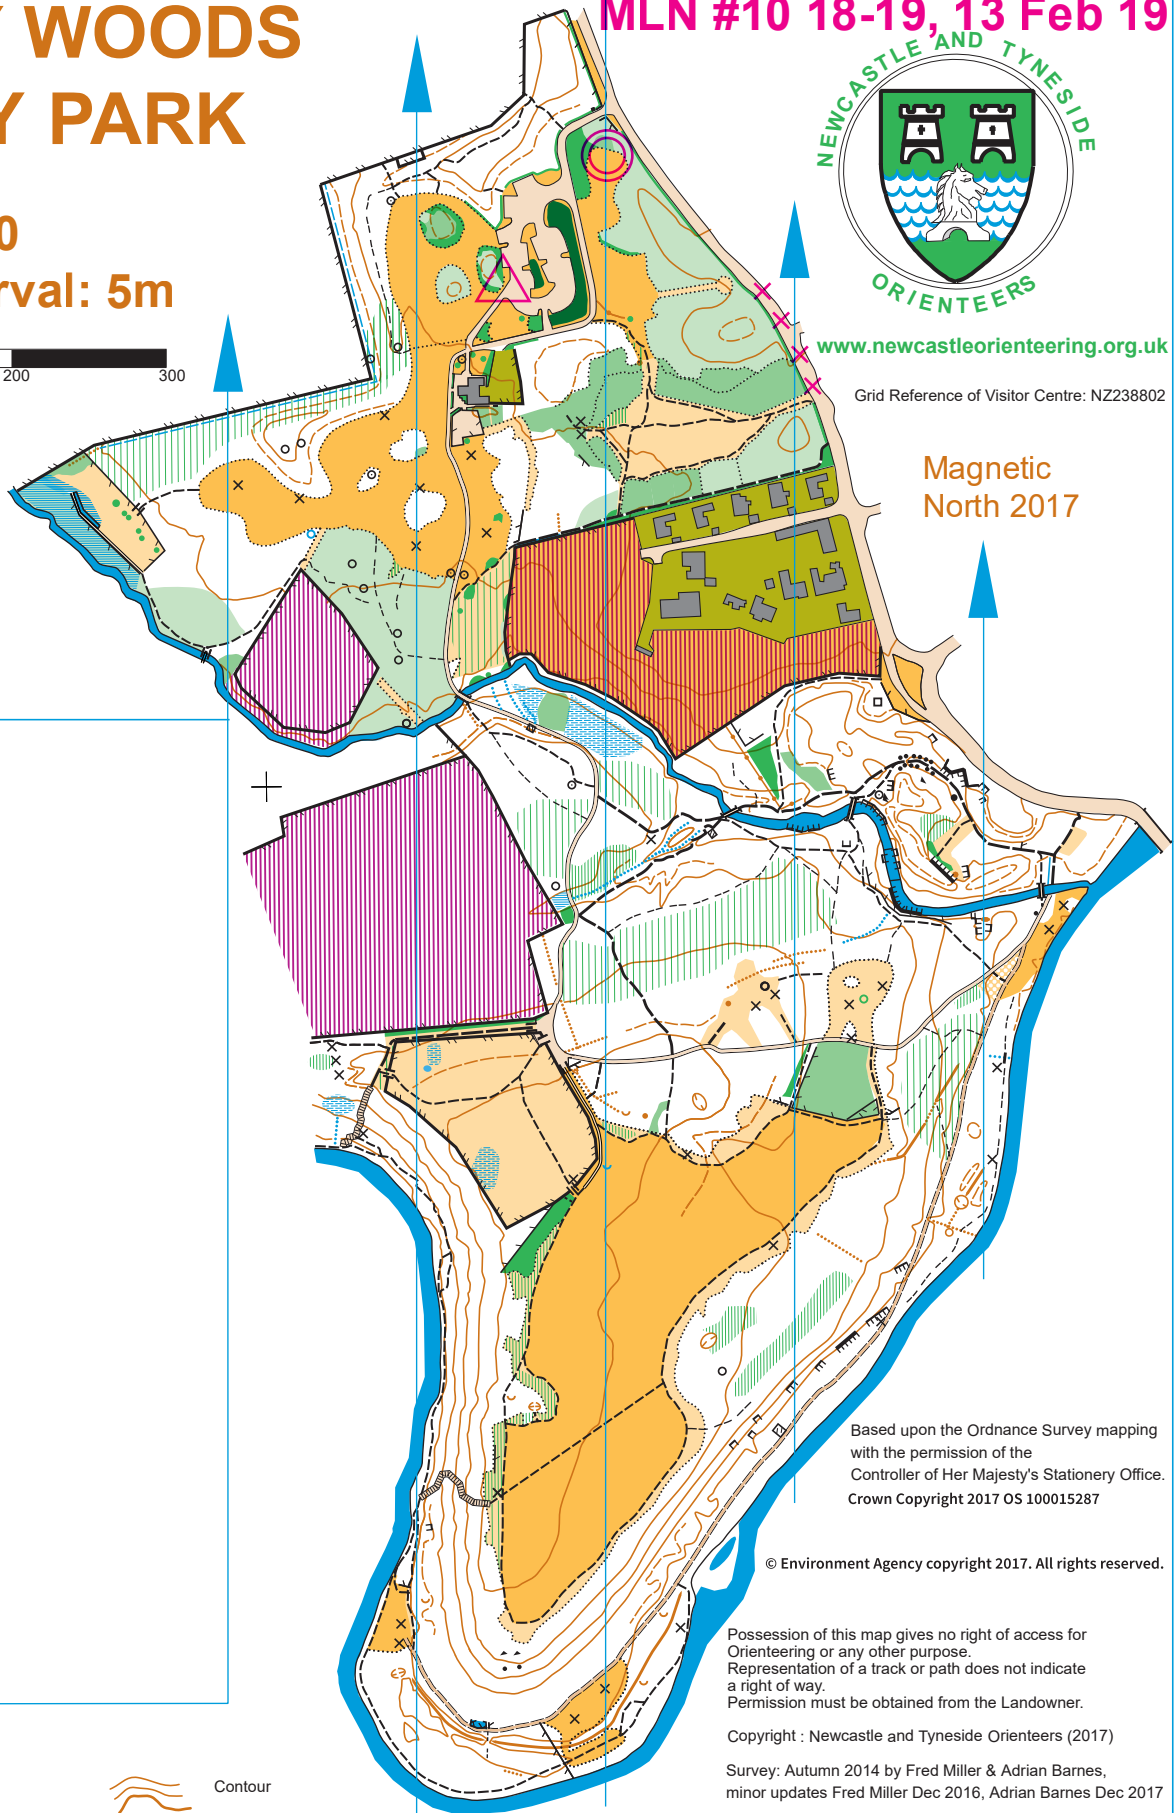 MLN #10 18-19, 13 Feb 19
Y WOODS
Y PARK
0
rval: 5m
200 300
NEWCASTLE AND TYNESIDE
ORIENTEERS
www.newcastleorienteering.org.uk
Grid Reference of Visitor Centre: NZ238802
Magnetic
North 2017
Based upon the Ordnance Survey mapping
with the permission of the
Controller of Her Majesty's Stationery Office.
Crown Copyright 2017 OS 100015287
© Environment Agency copyright 2017. All rights reserved.
Possession of this map gives no right of access for
Orienteering or any other purpose.
Representation of a track or path does not indicate
a right of way.
Permission must be obtained from the Landowner.
Copyright : Newcastle and Tyneside Orienteers (2017)
Survey: Autumn 2014 by Fred Miller & Adrian Barnes,
minor updates Fred Miller Dec 2016, Adrian Barnes Dec 2017
Contour